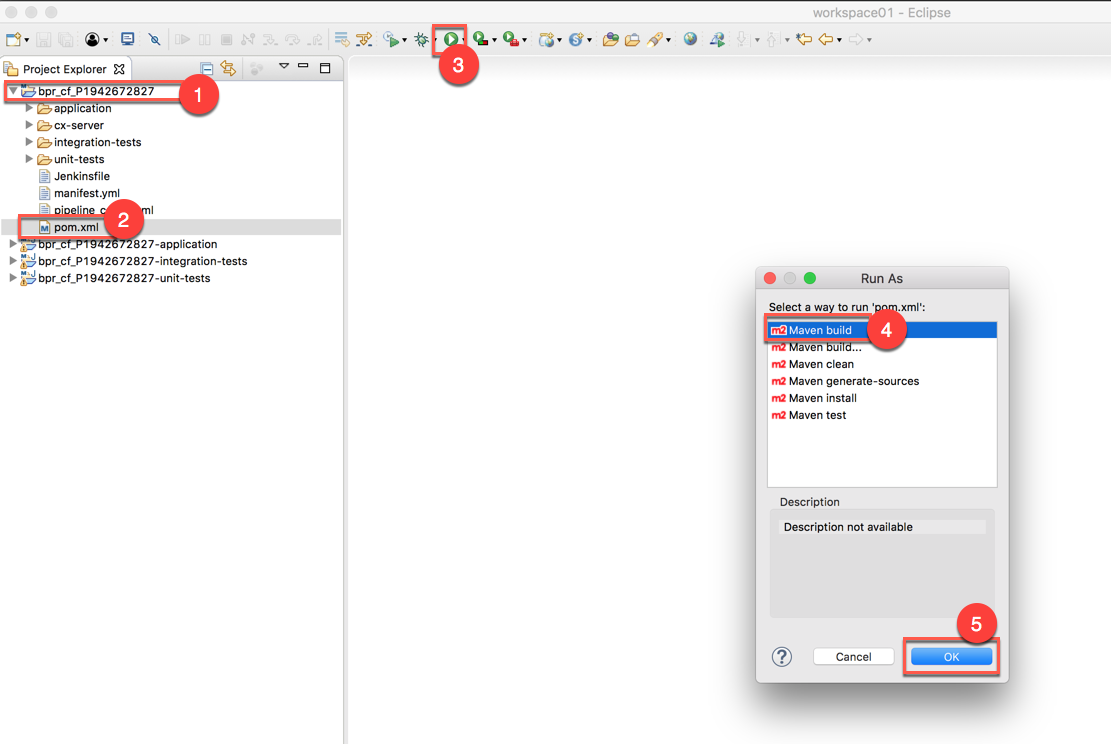 workspace01 - Eclipse
3
Project Explorer
bpr_cf_P1942672827
1
application
cx-server
integration-tests
unit-tests
Jenkinsfile
manifest.yml
2
pom.xml
bpr_cf_P1942672827-application
bpr_cf_P1942672827-integration-tests
bpr_cf_P1942672827-unit-tests
Run As
Select a way to run 'pom.xml':
m2 Maven build
4
m2 Maven build...
m2 Maven clean
m2 Maven generate-sources
m2 Maven install
m2 Maven test
Description
Description not available
5
?
Cancel
OK